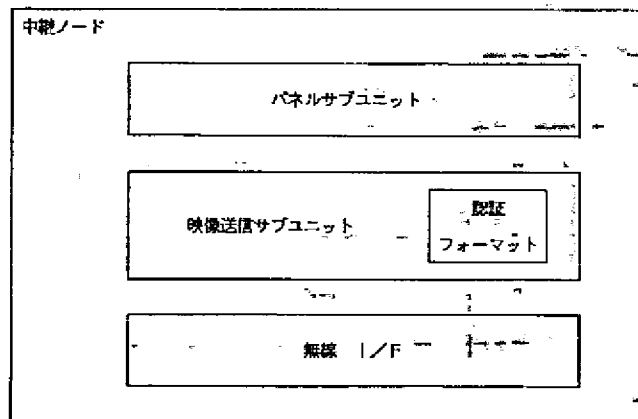 中継ノード
パネルサブユニット
映像送信サブユニット
認証
フォーマット
無線 I/F